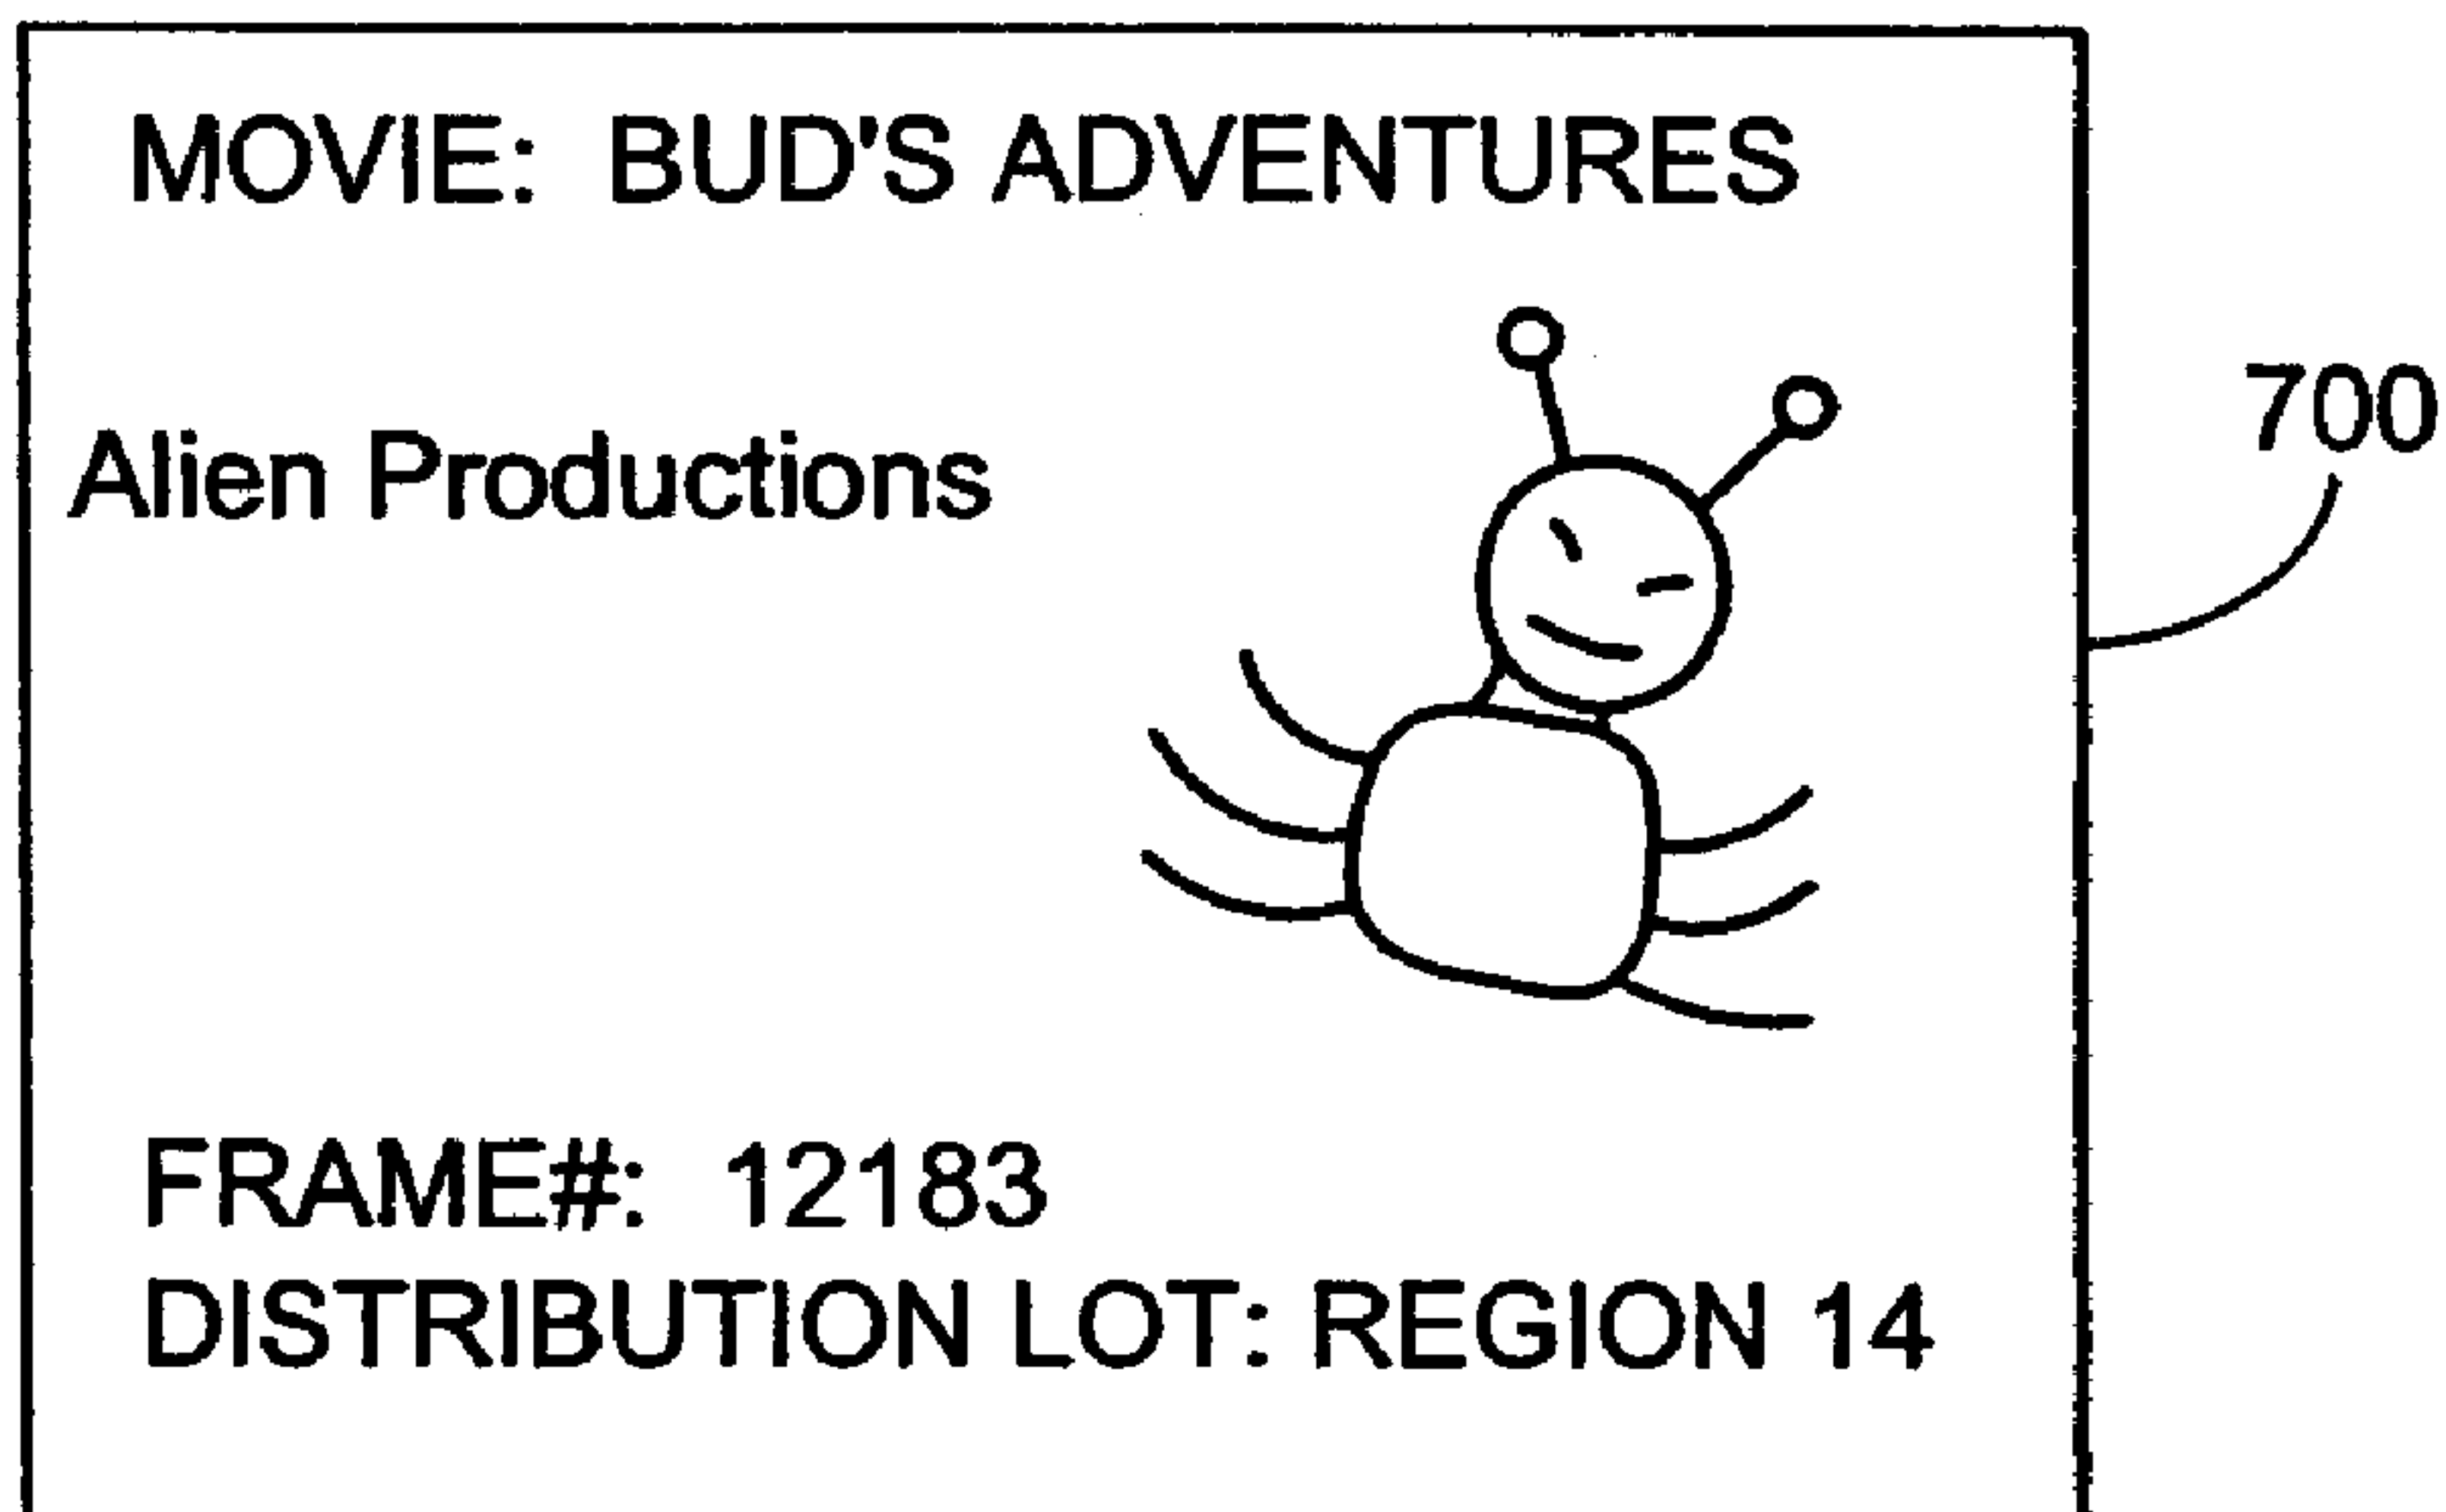 MOVIE: BUD'S ADVENTURES
700
Alien Productions
FRAME#: 12183
DISTRIBUTION LOT: REGION 14